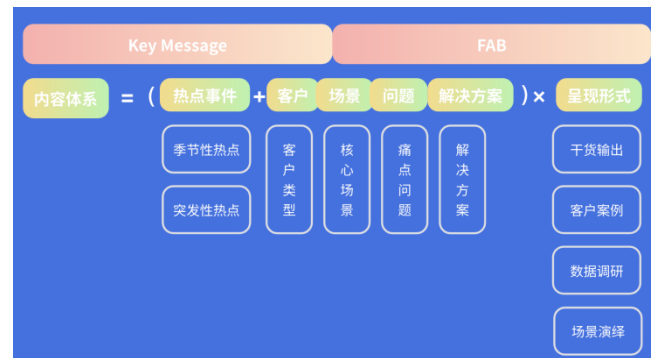 Key Message FAB
内容体系 = ( 热点事件 + 客户 场景 问题 解决方案 ) × 呈现形式
季节性热点
突发性热点
客户类型
核心场景
痛点问题
解决方案
干货输出
客户案例
数据调研
场景演绎